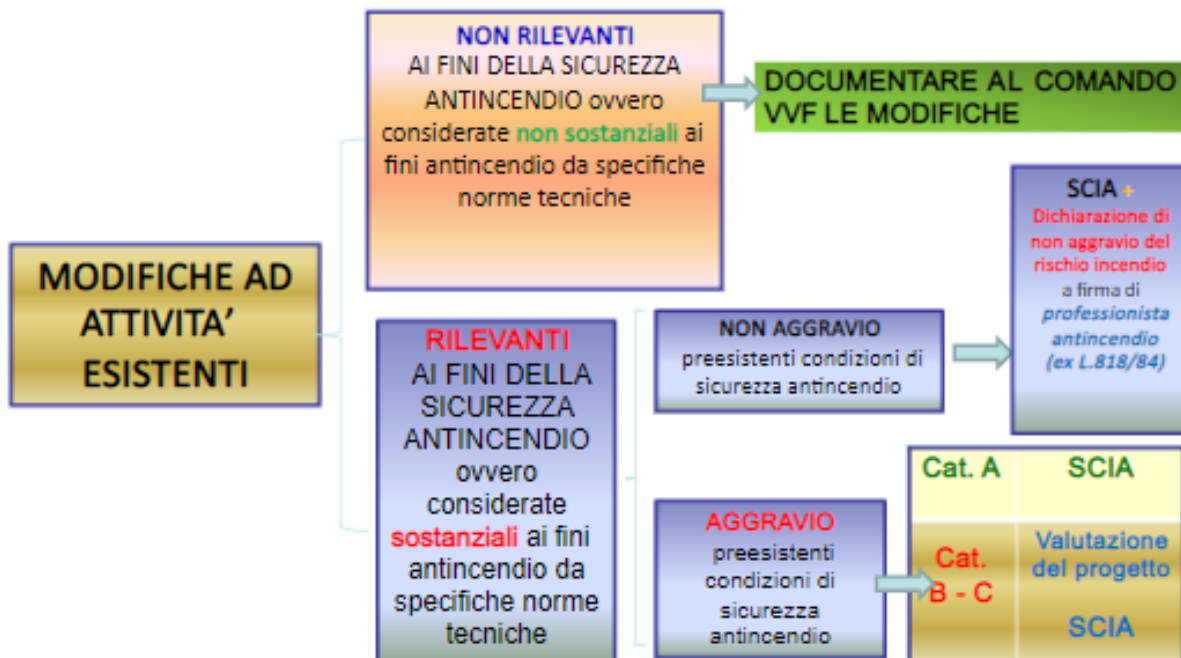 MODIFICHE AD
ATTIVITA’
ESISTENTI
NON RILEVANTI
AI FINI DELLA SICUREZZA
ANTINCENDIO ovvero
considerate non sostanziali ai
fini antincendio da specifiche
norme tecniche
DOCUMENTARE AL COMANDO
VVF LE MODIFICHE
RILEVANTI
AI FINI DELLA
SICUREZZA
ANTINCENDIO
ovvero
considerate
sostanziali ai fini
antincendio da
specifiche norme
tecniche
NON AGGRAVIO
preesistenti condizioni di
sicurezza antincendio
SCIA +
Dichiarazione di
non aggravio del
rischio incendio
a firma di
professionista
antincendio
(ex L.818/84)
AGGRAVIO
preesistenti
condizioni di
sicurezza
antincendio
Cat. A SCIA
Cat.
B - C
Valutazione
del progetto
SCIA